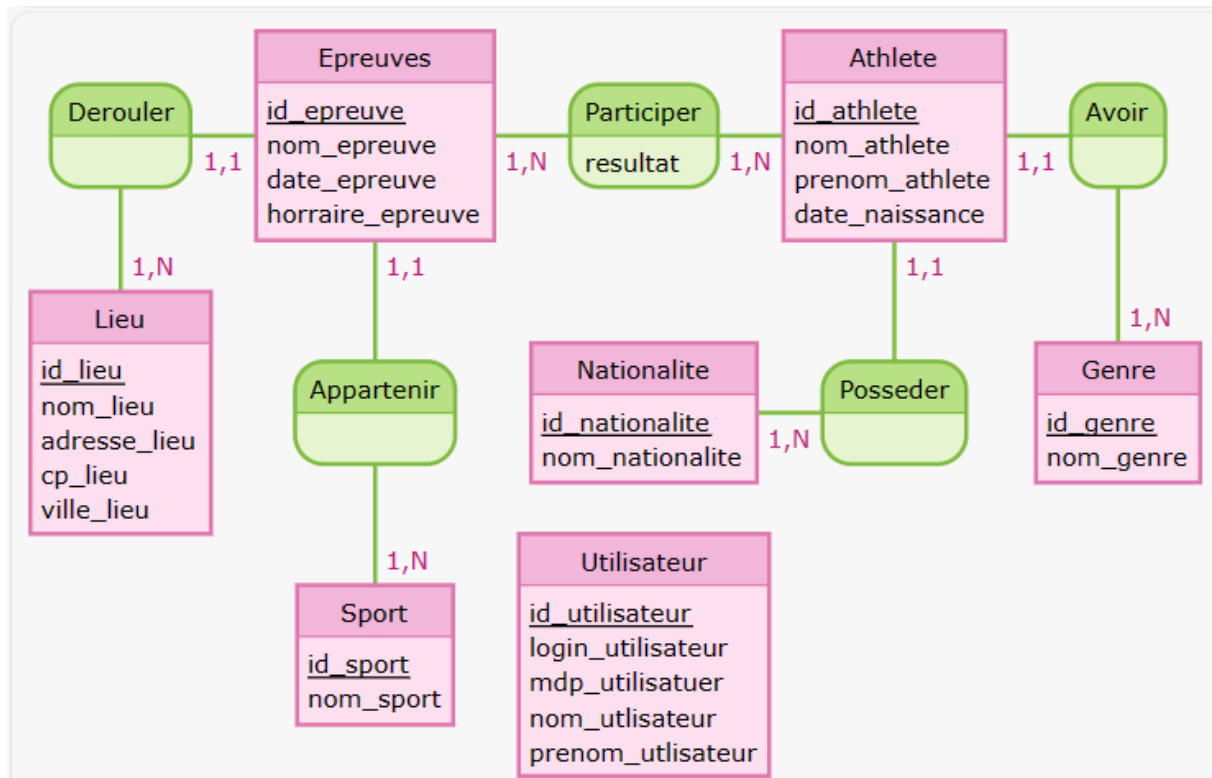 Epreuves
id_epreuve
nom_epreuve
date_epreuve
horraire_epreuve
Athlete
id_athlete
nom_athlete
prenom_athlete
date_naissance
Derouler
Participer
resultat
Avoir
1,1
1,N
1,N
1,1
1,N
1,1
1,1
1,N
Lieu
id_lieu
nom_lieu
adresse_lieu
cp_lieu
ville_lieu
Appartenir
Nationalite
id_nationalite
nom_nationalite
1,N
Posseder
Genre
id_genre
nom_genre
1,N
Sport
id_sport
nom_sport
Utilisateur
id_utilisateur
login_utilisateur
mdp_utilisatuer
nom_utlisateur
prenom_utlisateur